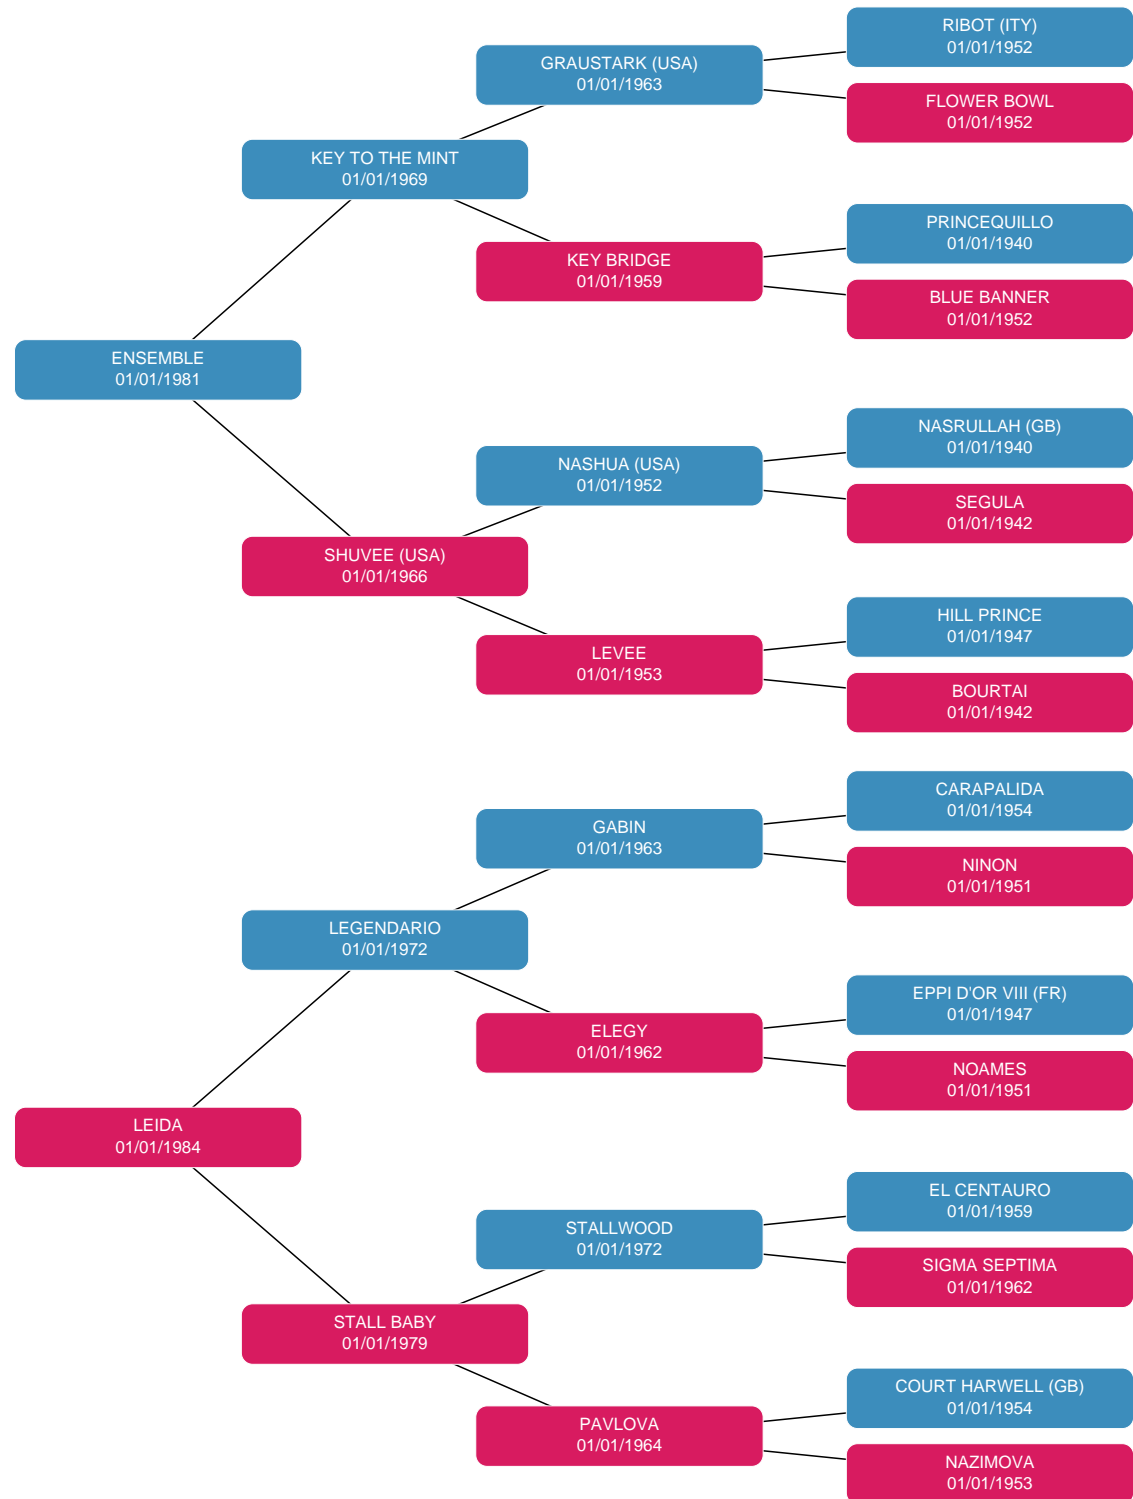 RIBOT (ITY)
01/01/1952
GRAUSTARK (USA)
01/01/1963
FLOWER BOWL
01/01/1952
KEY TO THE MINT
01/01/1969
PRINCEQUILLO
01/01/1940
KEY BRIDGE
01/01/1959
BLUE BANNER
01/01/1952
ENSEMBLE
01/01/1981
NASRULLAH (GB)
01/01/1940
NASHUA (USA)
01/01/1952
SEGULA
01/01/1942
SHUVEE (USA)
01/01/1966
HILL PRINCE
01/01/1947
LEVEE
01/01/1953
BOURTAI
01/01/1942
CARAPALIDA
01/01/1954
GABIN
01/01/1963
NINON
01/01/1951
LEGENDARIO
01/01/1972
EPPI D'OR VIII (FR)
01/01/1947
ELEGY
01/01/1962
NOAMES
01/01/1951
LEIDA
01/01/1984
EL CENTAURO
01/01/1959
STALLWOOD
01/01/1972
SIGMA SEPTIMA
01/01/1962
STALL BABY
01/01/1979
COURT HARWELL (GB)
01/01/1954
PAVLOVA
01/01/1964
NAZIMOVA
01/01/1953